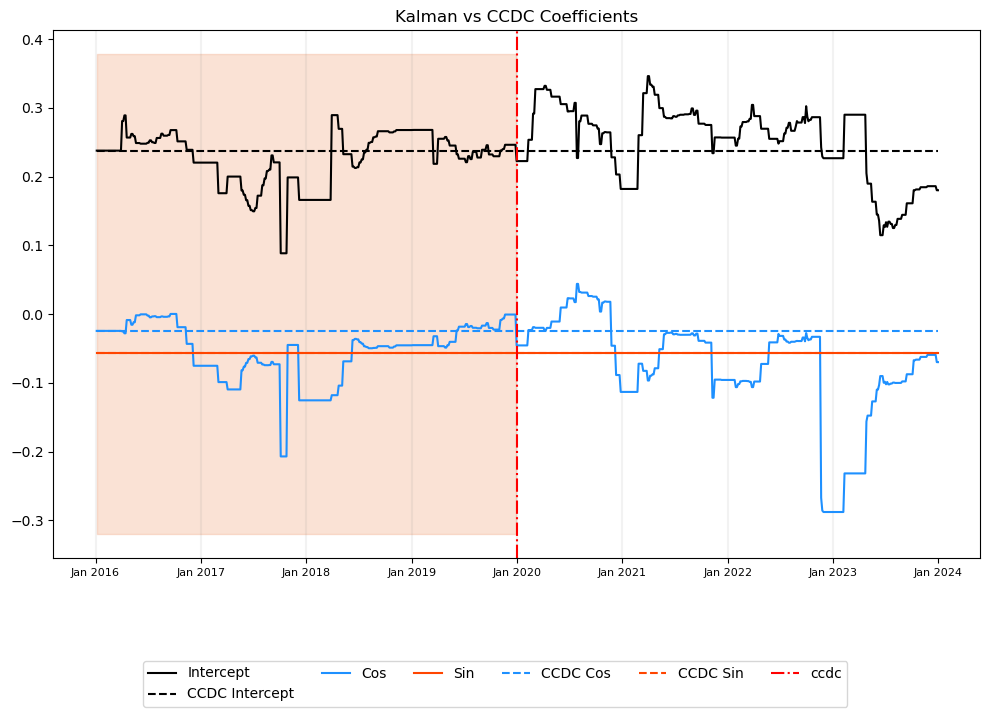 Kalman vs CCDC Coefficients
0.4
0.3
0.2
0.1
0.0
−0.1
−0.2
−0.3
Jan 2016 Jan 2017 Jan 2018 Jan 2019 Jan 2020 Jan 2021 Jan 2022 Jan 2023 Jan 2024
Intercept Cos Sin CCDC Cos CCDC Sin ccdc
CCDC Intercept